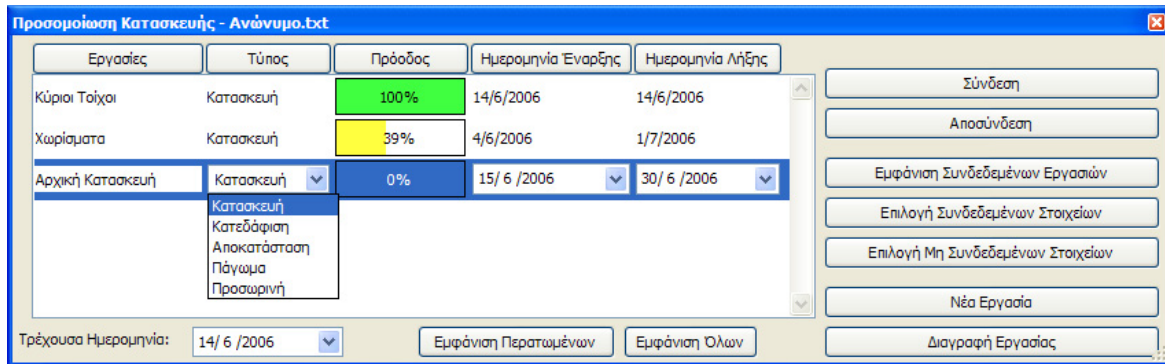 Προσομοίωση Κατασκευής - Ανώνυμο.txt
Εργασίες Τύπος Πρόοδος Ημερομηνία Έναρξης Ημερομηνία Λήξης
Κύριοι Τοίχοι Κατασκευή 100% 14/6/2006 14/6/2006
Χωρίσματα Κατασκευή 39% 4/6/2006 1/7/2006
Αρχική Κατασκευή Κατασκευή 0% 15/ 6 /2006 30/ 6 /2006
Κατασκευή
Κατεδάφιση
Αποκατάσταση
Πάγωμα
Προσωρινή
Σύνδεση
Αποσύνδεση
Εμφάνιση Συνδεδεμένων Εργασιών
Επιλογή Συνδεδεμένων Στοιχείων
Επιλογή Μη Συνδεδεμένων Στοιχείων
Νέα Εργασία
Τρέχουσα Ημερομηνία: 14/ 6 /2006 Εμφάνιση Περατωμένων Εμφάνιση Όλων Διαγραφή Εργασίας